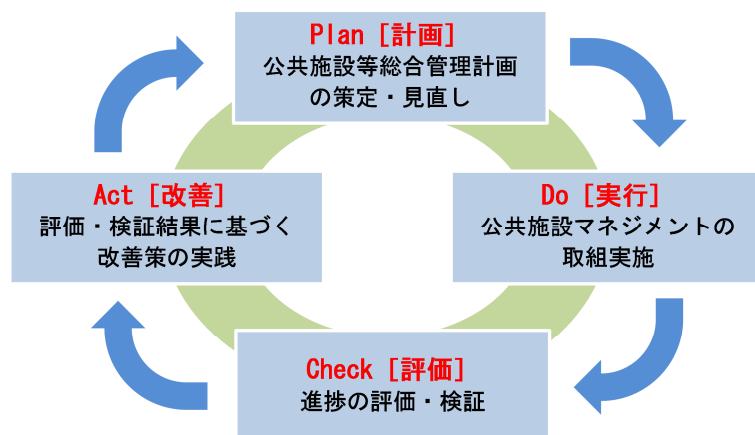 Plan [計画]
公共施設等総合管理計画
の策定・見直し
Act [改善]
評価・検証結果に基づく
改善策の実践
Do [実行]
公共施設マネジメントの
取組実施
Check [評価]
進捗の評価・検証